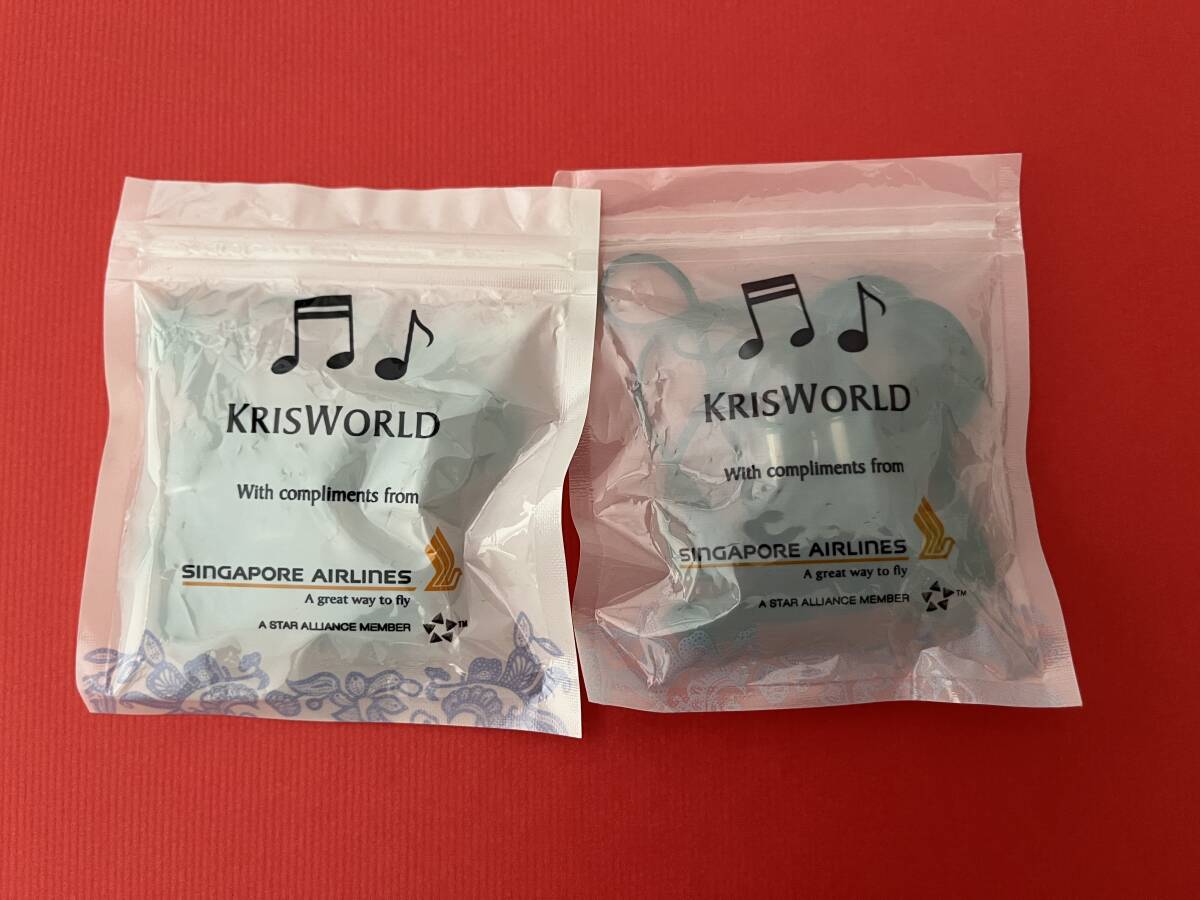 KRISWORLD
With compliments from
SINGAPORE AIRLINES
A great way to fly
A STAR ALLIANCE MEMBER TM
KRISWORLD
With compliments from
SINGAPORE AIRLINES
A great way to fly
A STAR ALLIANCE MEMBER TM